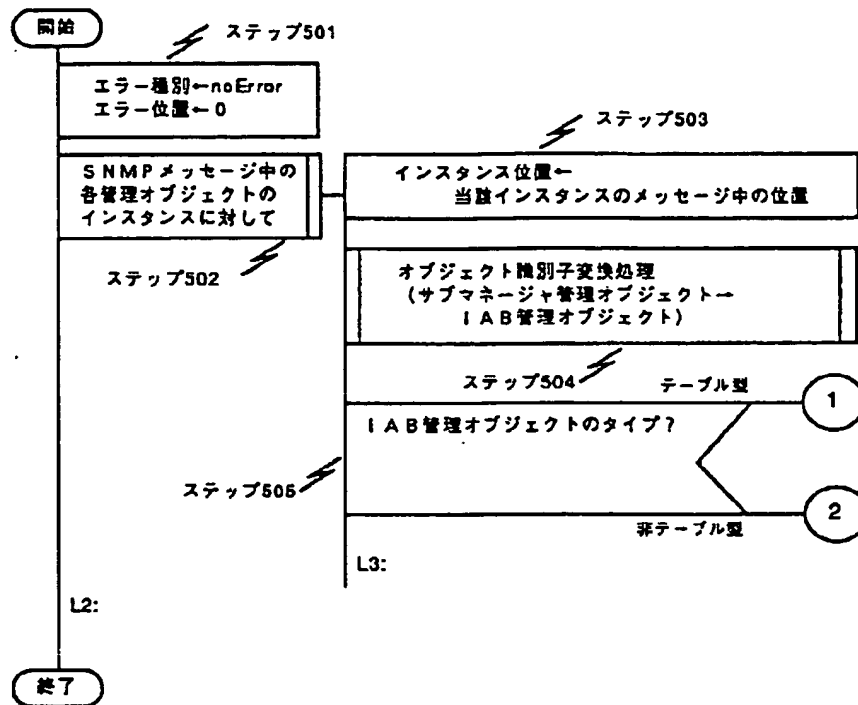 開始
ステップ501
エラー種別←noError
エラー位置←0
ステップ503
SNMPメッセージ中の
各管理オブジェクトの
インスタンスに対して
インスタンス位置←
当該インスタンスのメッセージ中の位置
ステップ502
オブジェクト識別子変換処理
(サブマネージャ管理オブジェクト→
IAB管理オブジェクト)
ステップ504
テーブル型
1
IAB管理オブジェクトのタイプ?
ステップ505
2
非テーブル型
L3:
L2:
終了